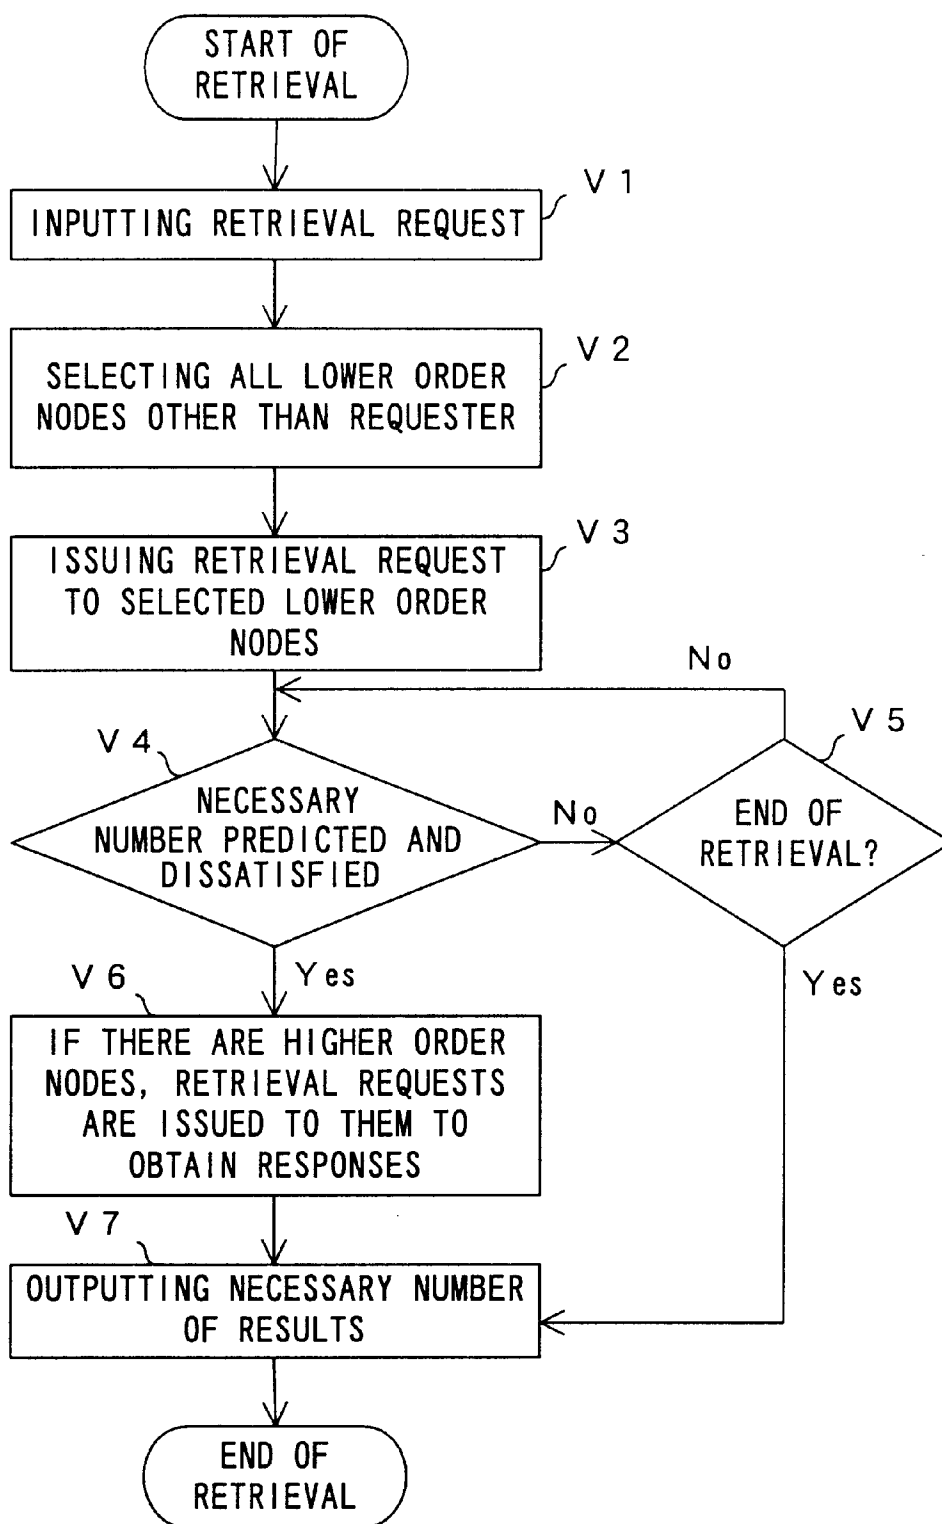 START OF
RETRIEVAL
V 1
INPUTTING RETRIEVAL REQUEST
V 2
SELECTING ALL LOWER ORDER
NODES OTHER THAN REQUESTER
V 3
ISSUING RETRIEVAL REQUEST
TO SELECTED LOWER ORDER
NODES
No
V 4
NECESSARY
NUMBER PREDICTED AND
DISSATISFIED
No
V 5
END OF
RETRIEVAL?
Yes
Yes
V 6
IF THERE ARE HIGHER ORDER
NODES, RETRIEVAL REQUESTS
ARE ISSUED TO THEM TO
OBTAIN RESPONSES
V 7
OUTPUTTING NECESSARY NUMBER
OF RESULTS
END OF
RETRIEVAL